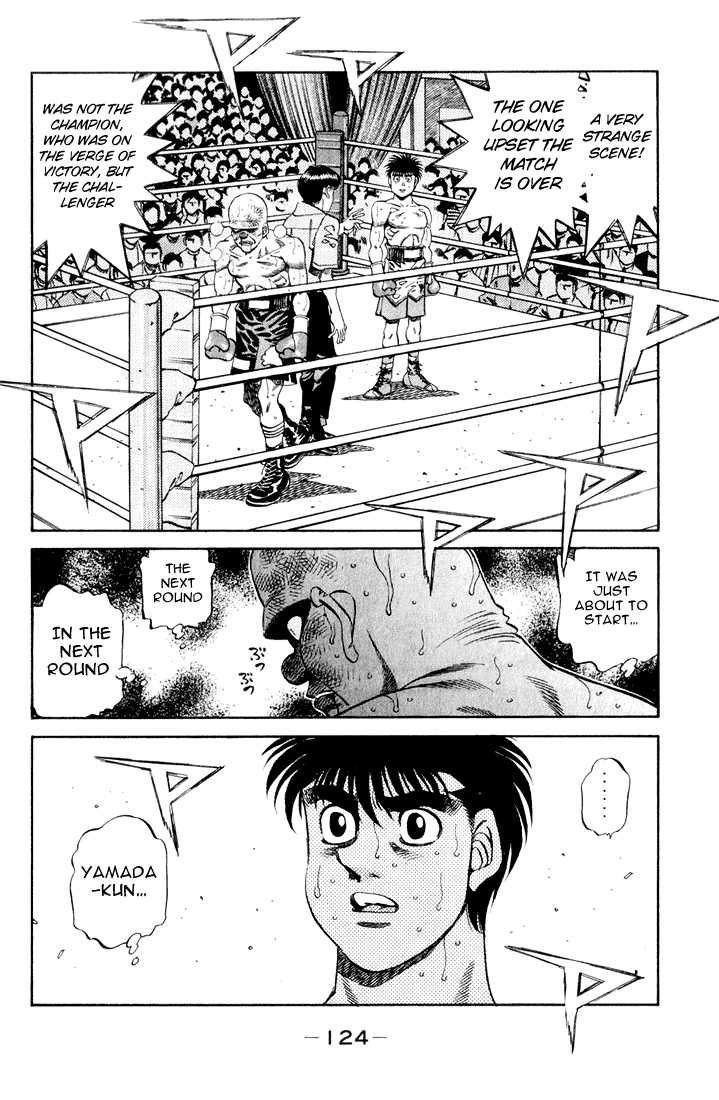 A VERY
STRANGE
SCENE!
THE ONE
LOOKING
UPSET THE
MATCH
IS OVER
WAS NOT THE
CHAMPION,
WHO WAS ON
THE VERGE OF
VICTORY, BUT
THE CHAL-
LENGER
IT WAS
JUST
ABOUT TO
START...
THE
NEXT
ROUND
ぶつ
ぶつ
IN THE
NEXT
ROUND
......
YAMADA
-KUN...
-124-